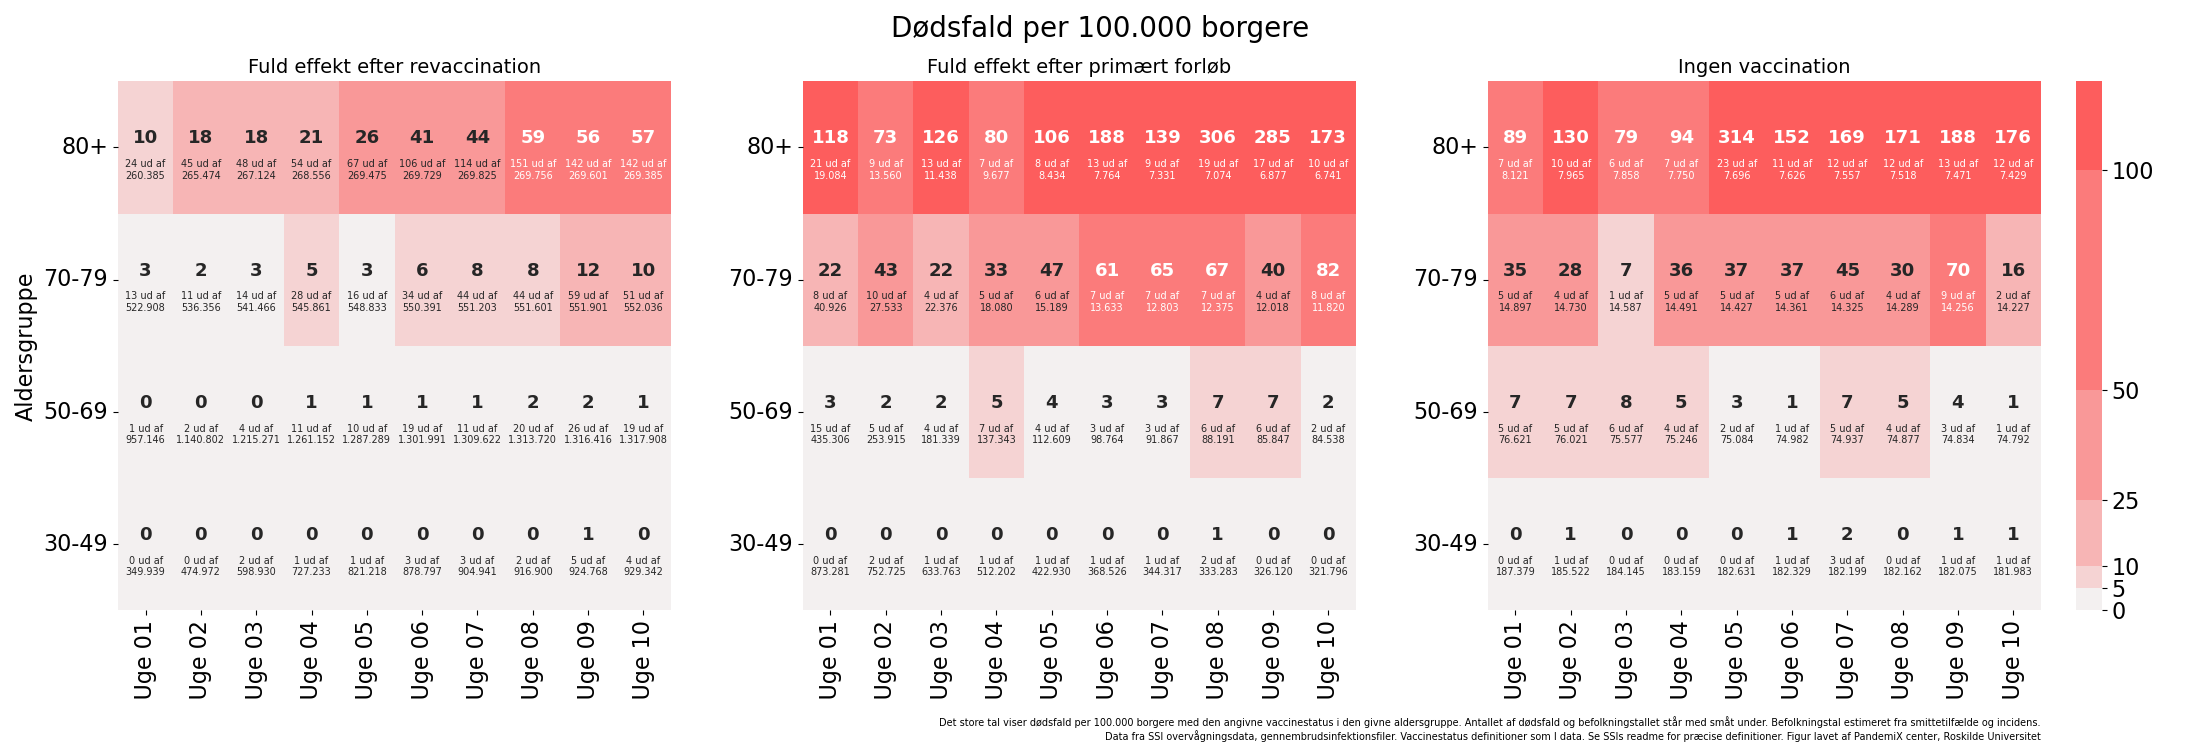 Dødsfald per 100.000 borgere
Fuld effekt efter revaccination
Fuld effekt efter primært forløb
Ingen vaccination
Aldersgruppe
80+
10 18 18 21 26 41 44 59 56 57
24 ud af 45 ud af 48 ud af 54 ud af 67 ud af 106 ud af 114 ud af 151 ud af 142 ud af 142 ud af
260.385 265.474 267.124 268.556 269.475 269.729 269.825 269.756 269.601 269.385
70-79
3 2 3 5 3 6 8 8 12 10
13 ud af 11 ud af 14 ud af 28 ud af 16 ud af 34 ud af 44 ud af 44 ud af 59 ud af 51 ud af
522.908 536.356 541.466 545.861 548.833 550.391 551.203 551.601 551.901 552.036
50-69
0 0 0 1 1 1 1 2 2 1
1 ud af 2 ud af 4 ud af 11 ud af 10 ud af 19 ud af 11 ud af 20 ud af 26 ud af 19 ud af
957.146 1.140.802 1.215.271 1.261.152 1.287.289 1.301.991 1.309.622 1.313.720 1.316.416 1.317.908
30-49
0 0 0 0 0 0 0 0 1 0
0 ud af 0 ud af 2 ud af 1 ud af 1 ud af 3 ud af 3 ud af 2 ud af 5 ud af 4 ud af
349.939 474.972 598.930 727.233 821.218 878.797 904.941 916.900 924.768 929.342
Uge 01 Uge 02 Uge 03 Uge 04 Uge 05 Uge 06 Uge 07 Uge 08 Uge 09 Uge 10
80+
118 73 126 80 106 188 139 306 285 173
21 ud af 9 ud af 13 ud af 7 ud af 8 ud af 13 ud af 9 ud af 19 ud af 17 ud af 10 ud af
19.084 13.560 11.438 9.677 8.434 7.764 7.331 7.074 6.877 6.741
70-79
22 43 22 33 47 61 65 67 40 82
8 ud af 10 ud af 4 ud af 5 ud af 6 ud af 7 ud af 7 ud af 7 ud af 4 ud af 8 ud af
40.926 27.533 22.376 18.080 15.189 13.633 12.803 12.375 12.018 11.820
50-69
3 2 2 5 4 3 3 7 7 2
15 ud af 5 ud af 4 ud af 7 ud af 4 ud af 3 ud af 3 ud af 6 ud af 6 ud af 2 ud af
435.306 253.915 181.339 137.343 112.609 98.764 91.867 88.191 85.847 84.538
30-49
0 0 0 0 0 0 0 1 0 0
0 ud af 2 ud af 1 ud af 1 ud af 1 ud af 1 ud af 1 ud af 2 ud af 0 ud af 0 ud af
873.281 752.725 633.763 512.202 422.930 368.526 344.317 333.283 326.120 321.796
Uge 01 Uge 02 Uge 03 Uge 04 Uge 05 Uge 06 Uge 07 Uge 08 Uge 09 Uge 10
80+
89 130 79 94 314 152 169 171 188 176
7 ud af 10 ud af 6 ud af 7 ud af 23 ud af 11 ud af 12 ud af 12 ud af 13 ud af 12 ud af
8.121 7.965 7.858 7.750 7.696 7.626 7.557 7.518 7.471 7.429
70-79
35 28 7 36 37 37 45 30 70 16
5 ud af 4 ud af 1 ud af 5 ud af 5 ud af 5 ud af 6 ud af 4 ud af 9 ud af 2 ud af
14.897 14.730 14.587 14.491 14.427 14.361 14.325 14.289 14.256 14.227
50-69
7 7 8 5 3 1 7 5 4 1
5 ud af 5 ud af 6 ud af 4 ud af 2 ud af 1 ud af 5 ud af 4 ud af 3 ud af 1 ud af
76.621 76.021 75.577 75.246 75.084 74.982 74.937 74.877 74.834 74.792
30-49
0 1 0 0 0 1 2 0 1 1
0 ud af 1 ud af 0 ud af 0 ud af 0 ud af 1 ud af 3 ud af 0 ud af 1 ud af 1 ud af
187.379 185.522 184.145 183.159 182.631 182.329 182.199 182.162 182.075 181.983
Uge 01 Uge 02 Uge 03 Uge 04 Uge 05 Uge 06 Uge 07 Uge 08 Uge 09 Uge 10
100
50
25
10
5
0
Det store tal viser dødsfald per 100.000 borgere med den angivne vaccinestatus i den givne aldersgruppe. Antallet af dødsfald og befolkningstallet står med småt under. Befolkningstal estimeret fra smittetilfælde og incidens.
Data fra SSI overvågningsdata, gennembrudsinfektionsfiler. Vaccinestatus definitioner som I data. Se SSIs readme for præcise definitioner. Figur lavet af PandemiX center, Roskilde Universitet